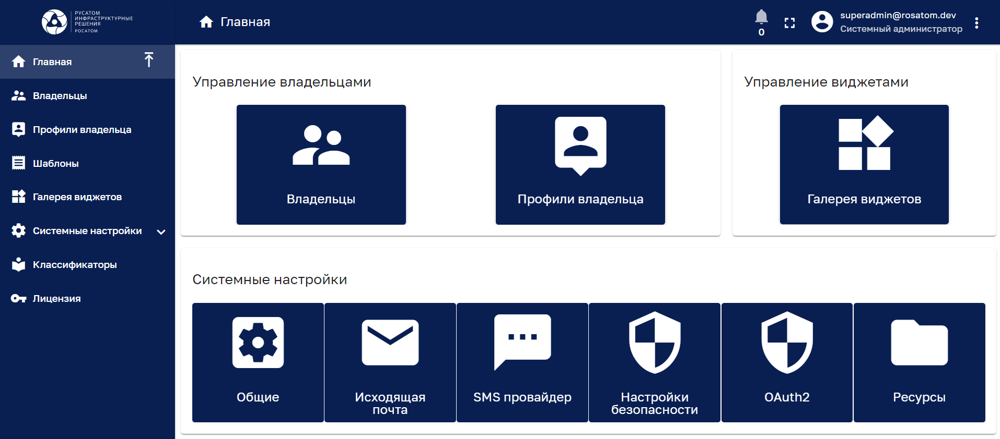 РУСАТОМ
ИНФРАСТРУКТУРНЫЕ
РЕШЕНИЯ
РОСАТОМ
Главная
0
superadmin@rosatom.dev
Системный администратор
Главная
Владельцы
Профили владельца
Шаблоны
Галерея виджетов
Системные настройки
Классификаторы
Лицензия
Управление владельцами
Владельцы
Профили владельца
Управление виджетами
Галерея виджетов
Системные настройки
Общие
Исходящая
почта
SMS провайдер
Настройки
безопасности
OAuth2
Ресурсы